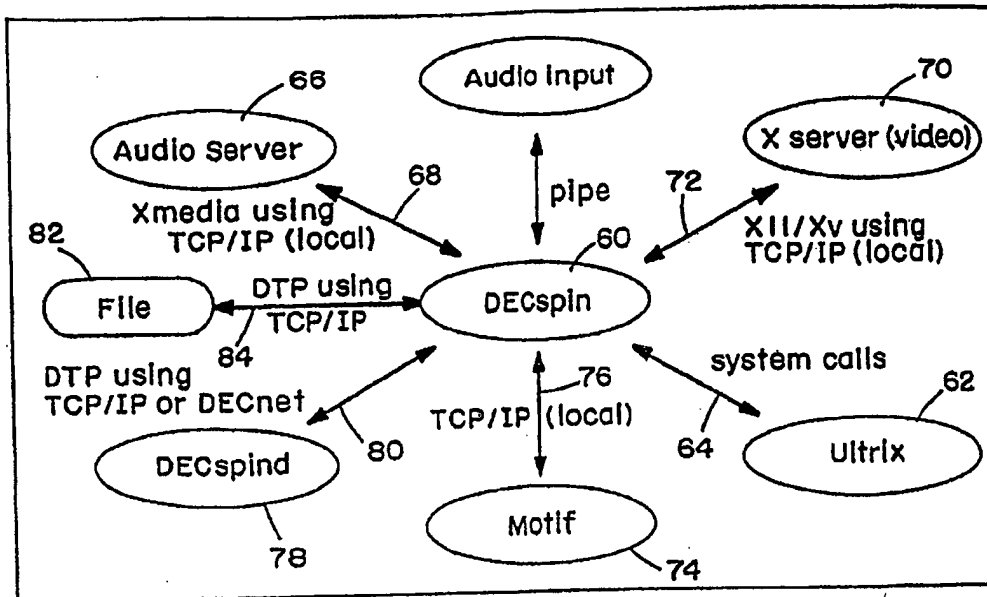 66
Audio Input
70
Audio Server
X server (video)
68
pipe
72
Xmedia using
TCP/IP (local)
X11/Xv using
TCP/IP (local)
82
60
File
DTP using
TCP/IP
DECspin
84
DTP using
TCP/IP or DECnet
76
system calls
62
80
TCP/IP (local)
64
DECspind
Ultrix
78
Motif
74